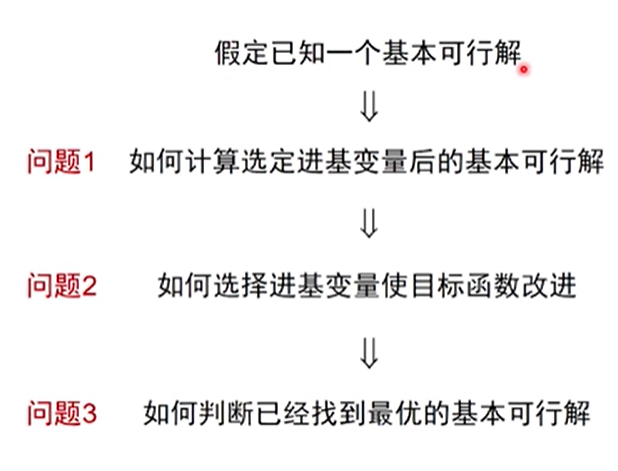 假定已知一个基本可行解
⇓
问题1 如何计算选定进基变量后的基本可行解
⇓
问题2 如何选择进基变量使目标函数改进
⇓
问题3 如何判断已经找到最优的基本可行解